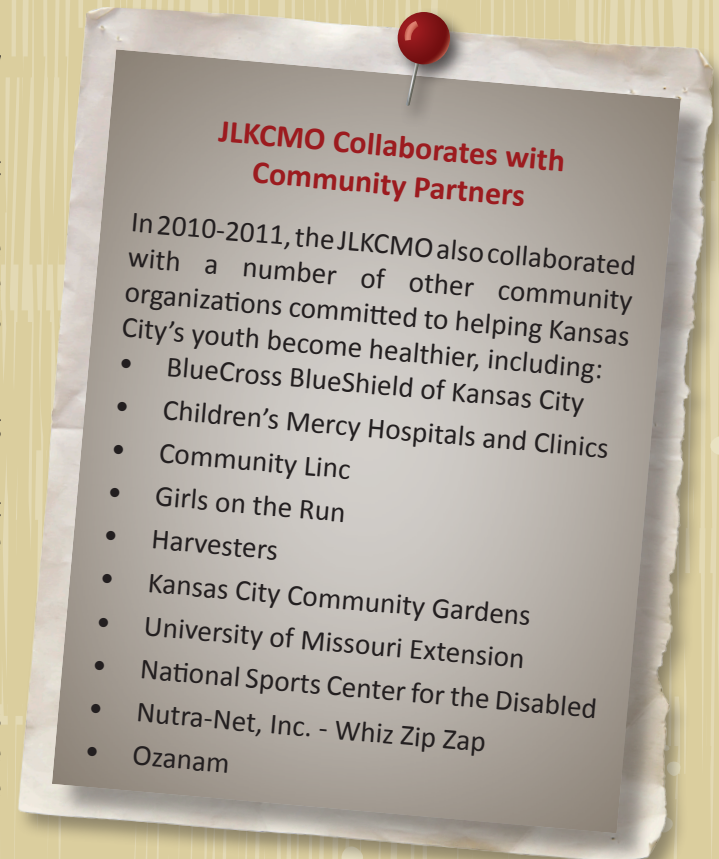 JLKCMO Collaborates with
Community Partners
In 2010-2011, the JLKCMO also collaborated
with a number of other community
organizations committed to helping Kansas
City's youth become healthier, including:
• BlueCross BlueShield of Kansas City
• Children's Mercy Hospitals and Clinics
• Community Linc
• Girls on the Run
• Harvesters
• Kansas City Community Gardens
• University of Missouri Extension
• National Sports Center for the Disabled
• Nutra-Net, Inc. - Whiz Zip Zap
• Ozanam